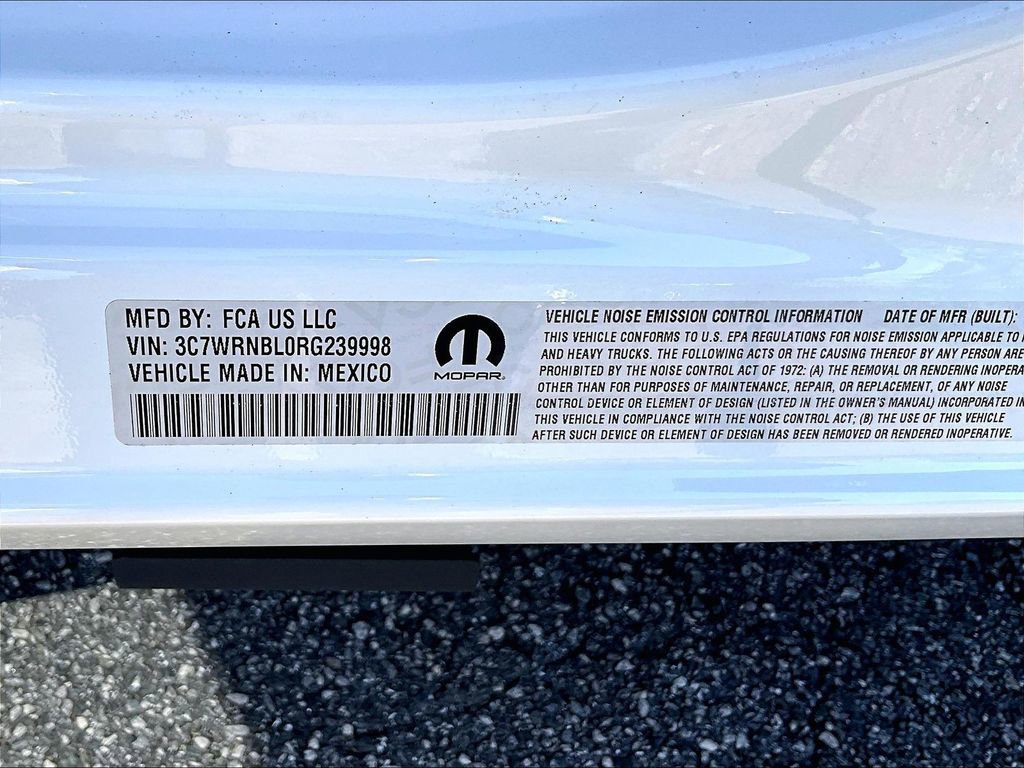 MFD BY: FCA US LLC
VIN: 3C7WRNBL0RG239998
VEHICLE MADE IN: MEXICO
MOPAR
VEHICLE NOISE EMISSION CONTROL INFORMATION DATE OF MFR (BUILT):
THIS VEHICLE CONFORMS TO U.S. EPA REGULATIONS FOR NOISE EMISSION APPLICABLE TO
AND HEAVY TRUCKS. THE FOLLOWING ACTS OR THE CAUSING THEREOF BY ANY PERSON ARE
PROHIBITED BY THE NOISE CONTROL ACT OF 1972: (A) THE REMOVAL OR RENDERING INOPERA
OTHER THAN FOR PURPOSES OF MAINTENANCE, REPAIR, OR REPLACEMENT, OF ANY NOISE
CONTROL DEVICE OR ELEMENT OF DESIGN (LISTED IN THE OWNER'S MANUAL) INCORPORATED IN
THIS VEHICLE IN COMPLIANCE WITH THE NOISE CONTROL ACT; (B) THE USE OF THIS VEHICLE
AFTER SUCH DEVICE OR ELEMENT OF DESIGN HAS BEEN REMOVED OR RENDERED INOPERATIVE.